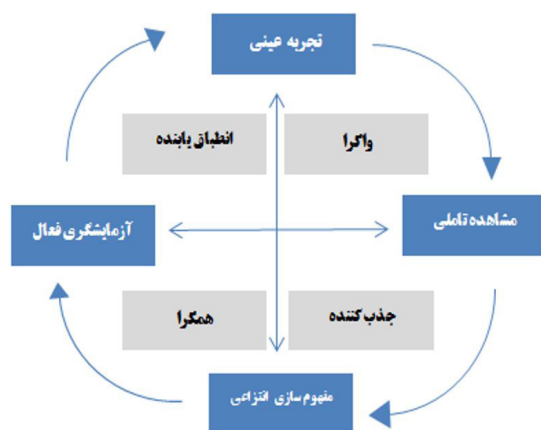 تجربه عینی
واگرا
انطباق یابنده
مشاهده تاملی
آزمایشگری فعال
جذب کننده
همگرا
مفهوم سازی انتزاعی